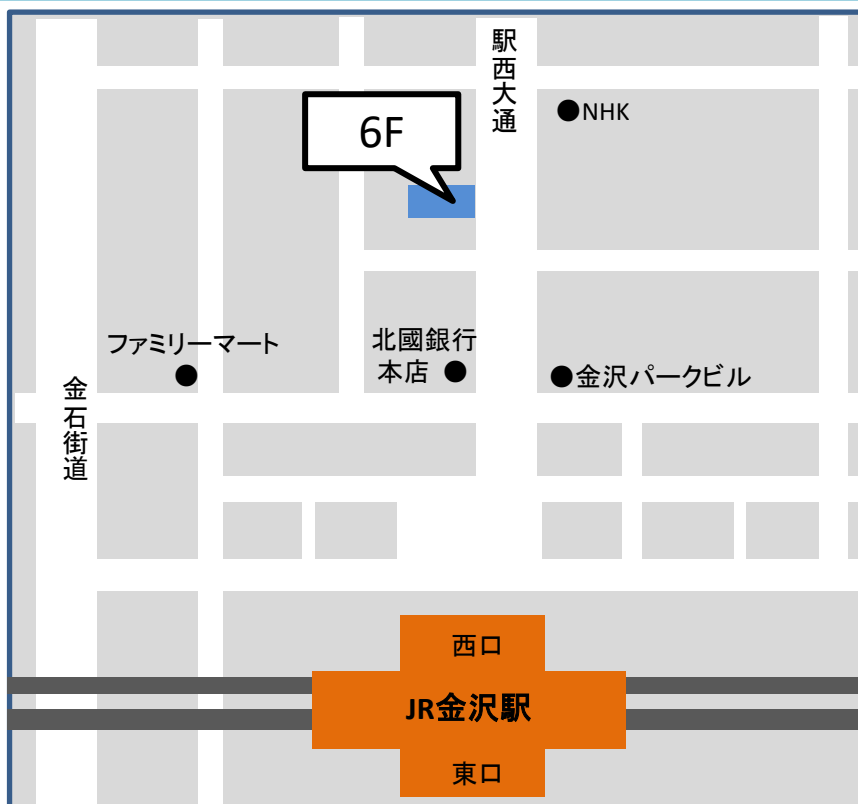 駅西大通
NHK
6F
ファミリーマート
北國銀行
本店
金沢パークビル
金石街道
西口
JR金沢駅
東口